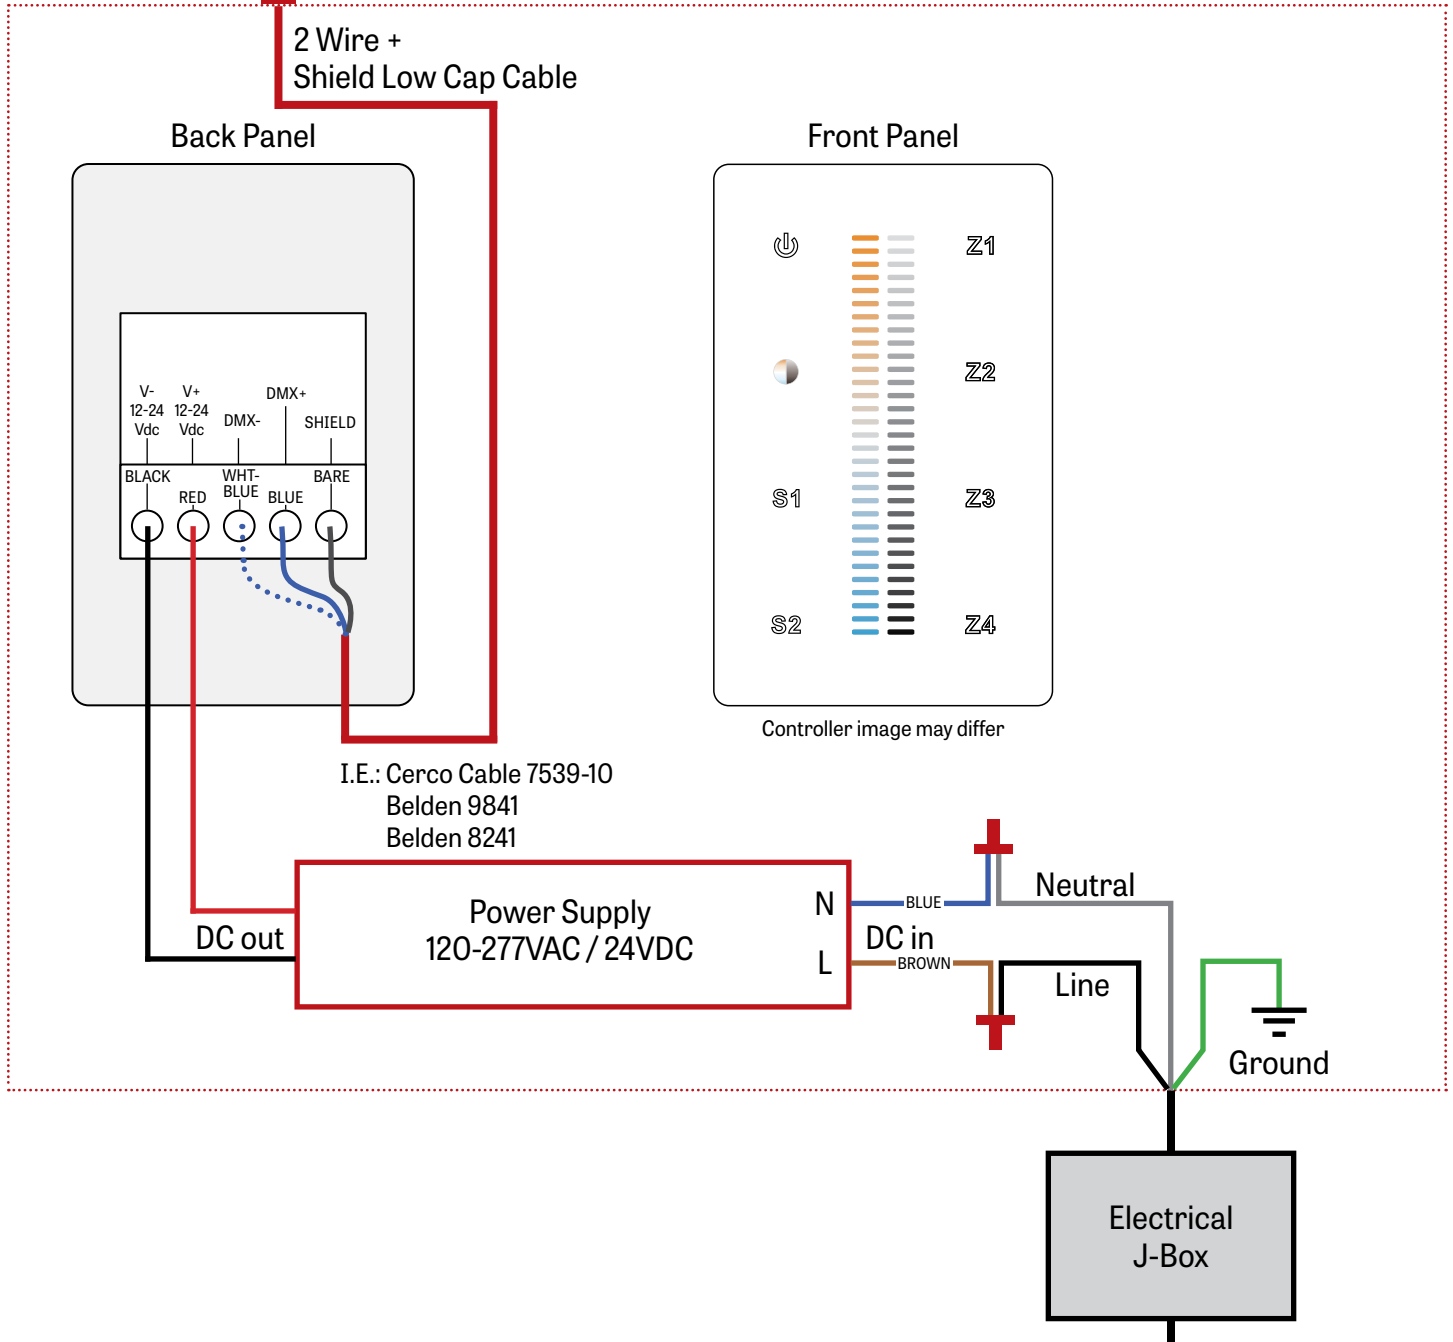 2 Wire +
Shield Low Cap Cable
Back Panel
Front Panel
V-
12-24
Vdc
V+
12-24
Vdc
DMX-
DMX+
SHIELD
BLACK
RED
WHT-
BLUE
BLUE
BARE
Z1
Z2
S1
Z3
S2
Z4
Controller image may differ
I.E.: Cerco Cable 7539-10
Belden 9841
Belden 8241
Power Supply
120-277VAC / 24VDC
DC out
N
L
DC in
BLUE
BROWN
Neutral
Line
Ground
Electrical
J-Box